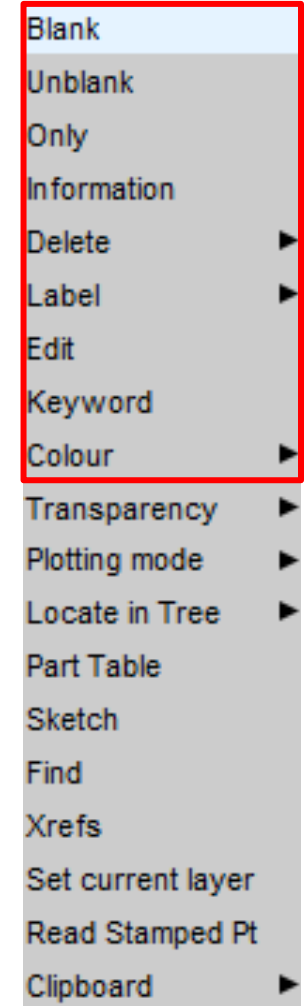 Blank
Unblank
Only
Information
Delete
Label
Edit
Keyword
Colour
Transparency
Plotting mode
Locate in Tree
Part Table
Sketch
Find
Xrefs
Set current layer
Read Stamped Pt
Clipboard